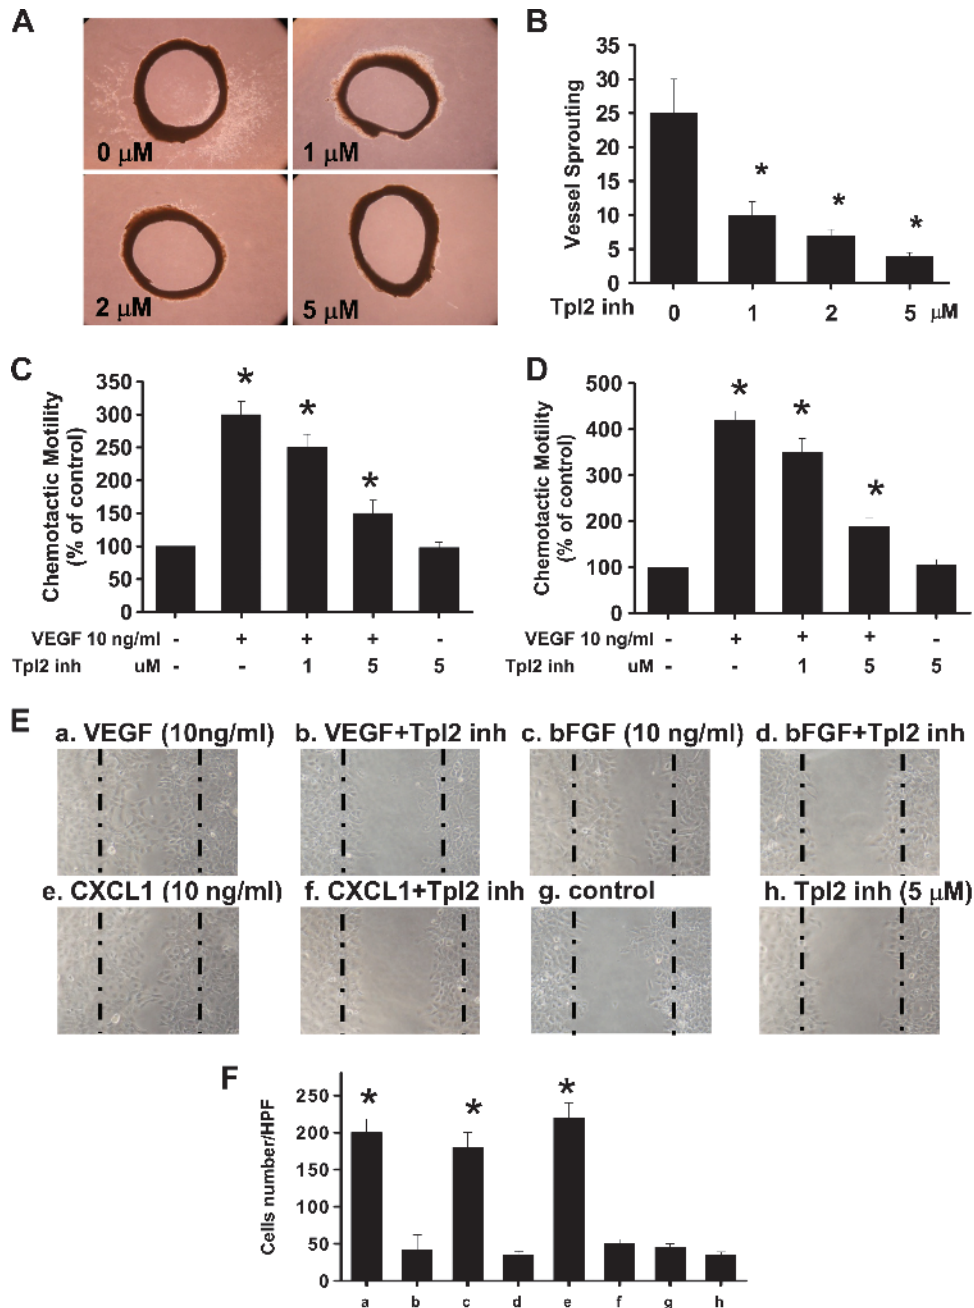 A
0 μM
1 μM
2 μM
5 μM
B
Vessel Sprouting
35
30
25
20
15
10
5
0
* * *
Tpl2 inh 0 1 2 5 μM
C
Chemotactic Motility
(% of control)
350
300
250
200
150
100
50
0
* * *
VEGF 10 ng/ml - + + + -
Tpl2 inh uM - - 1 5 5
D
Chemotactic Motility
(% of control)
500
400
300
200
100
0
* * *
VEGF 10 ng/ml - + + + -
Tpl2 inh uM - - 1 5 5
E
a. VEGF (10ng/ml) b. VEGF+Tpl2 inh c. bFGF (10 ng/ml) d. bFGF+Tpl2 inh
e. CXCL1 (10 ng/ml) f. CXCL1+Tpl2 inh g. control h. Tpl2 inh (5 μM)
F
Cells number/HPF
250
200
150
100
50
0
* * *
a b c d e f g h